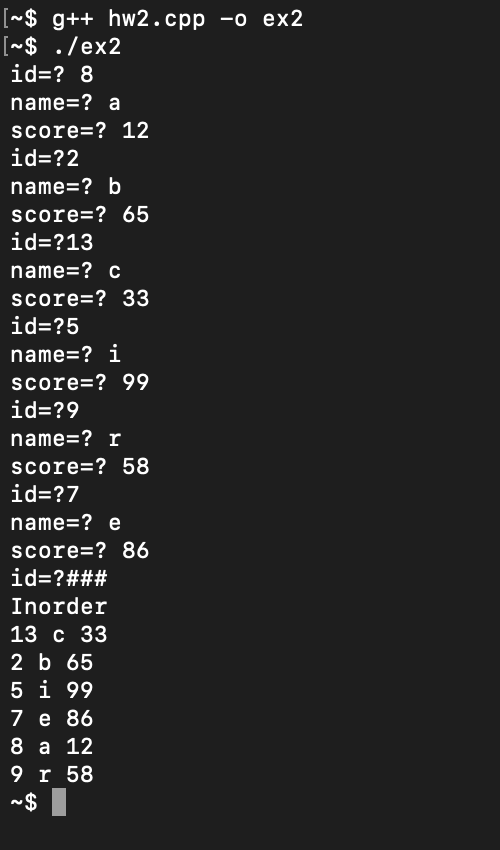 [~$ g++ hw2.cpp -o ex2
[~$ ./ex2
id=? 8
name=? a
score=? 12
id=?2
name=? b
score=? 65
id=?13
name=? c
score=? 33
id=?5
name=? i
score=? 99
id=?9
name=? r
score=? 58
id=?7
name=? e
score=? 86
id=?###
Inorder
13 c 33
2 b 65
5 i 99
7 e 86
8 a 12
9 r 58
~$